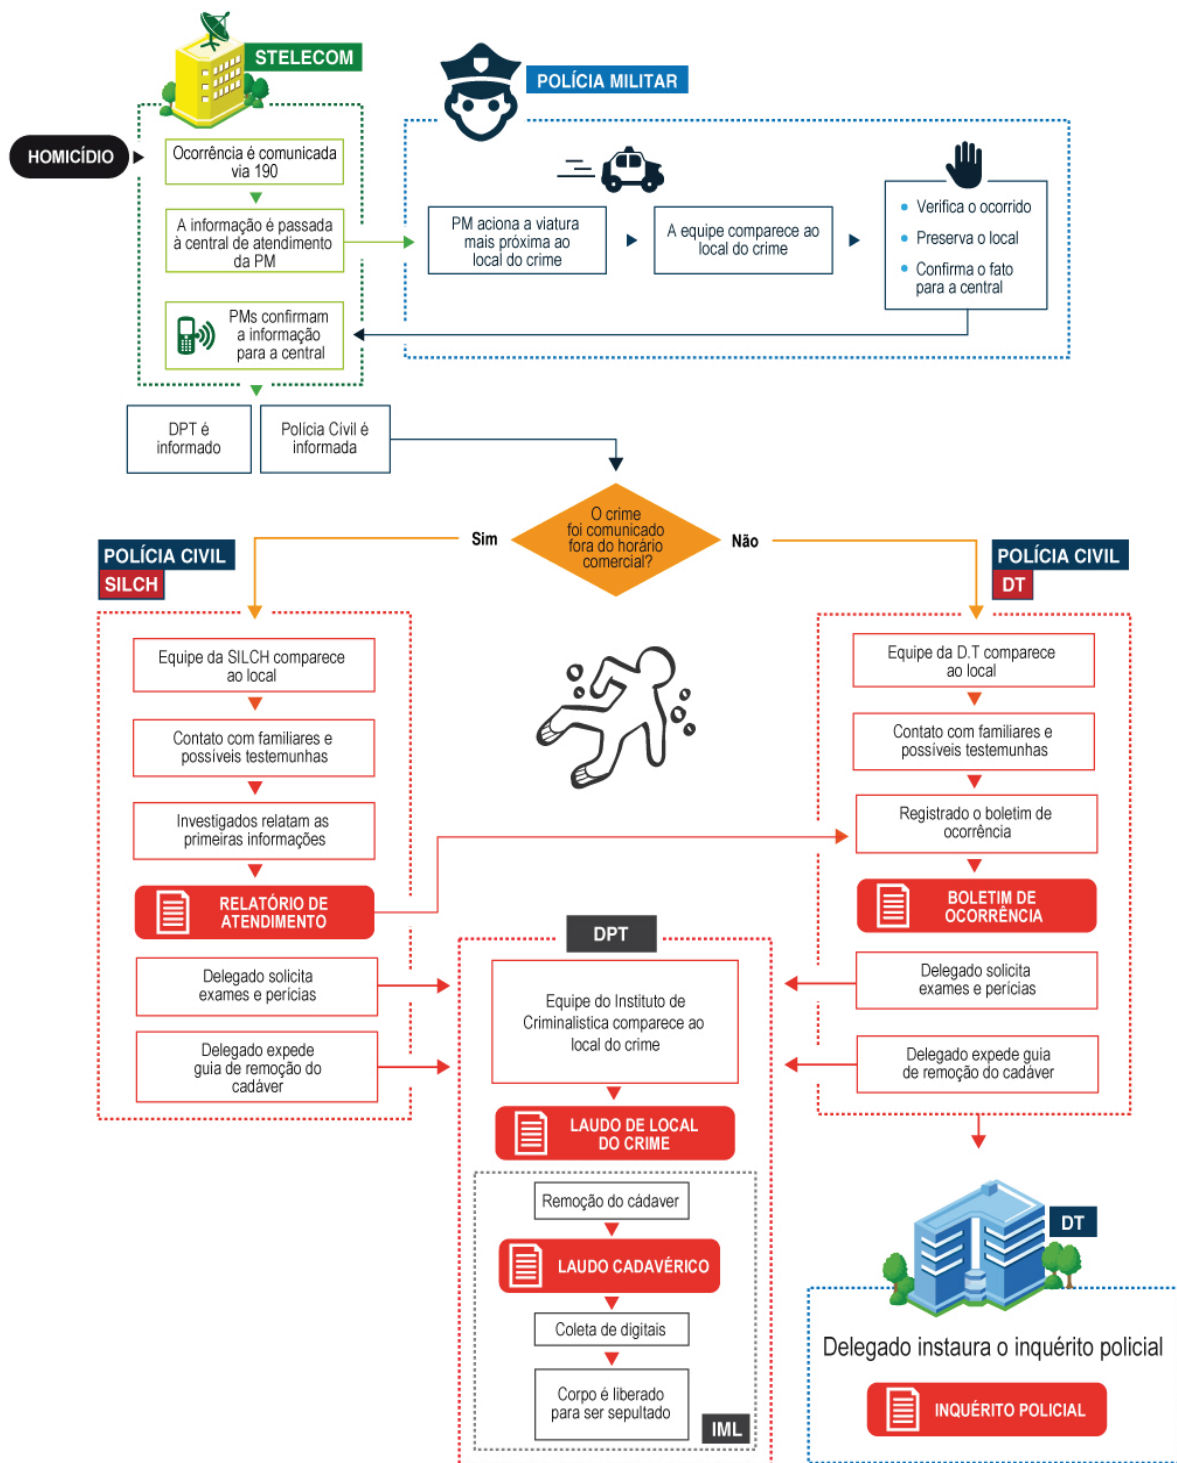 STELECOM
POLÍCIA MILITAR
HOMICÍDIO
Ocorrência é comunicada
via 190
A informação é passada
à central de atendimento
da PM
PMs confirmam
a informação
para a central
PM aciona a viatura
mais próxima ao
local do crime
A equipe comparece ao
local do crime
Verifica o ocorrido
Preserva o local
Confirma o fato
para a central
DPT é
informado
Polícia Civil é
informada
O crime
foi comunicado
fora do horário
comercial?
Sim
Não
POLÍCIA CIVIL
SILCH
Equipe da SILCH comparece
ao local
Contato com familiares e
possíveis testemunhas
Investigados relatam as
primeiras informações
RELATÓRIO DE
ATENDIMENTO
Delegado solicita
exames e perícias
Delegado expede
guia de remoção do
cadáver
POLÍCIA CIVIL
DT
Equipe da D.T comparece
ao local
Contato com familiares e
possíveis testemunhas
Registrado o boletim de
ocorrência
BOLETIM DE
OCORRÊNCIA
Delegado solicita
exames e perícias
Delegado expede guia
de remoção do cadáver
DPT
Equipe do Instituto de
Criminalistica comparece ao
local do crime
LAUDO DE LOCAL
DO CRIME
Remoção do cádaver
LAUDO CADAVÉRICO
Coleta de digitais
Corpo é liberado
para ser sepultado
IML
DT
Delegado instaura o inquérito policial
INQUÉRITO POLICIAL